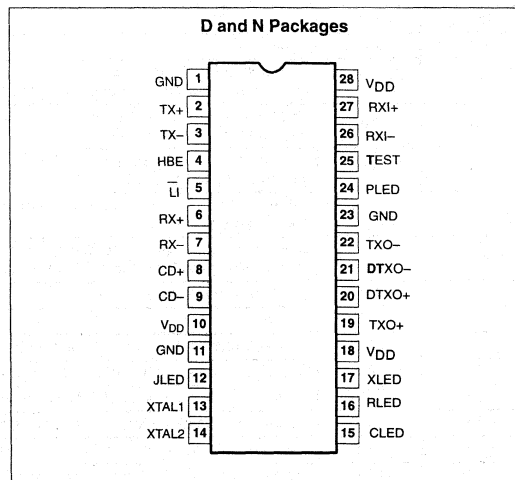 D and N Packages
GND 1
TX+ 2
TX– 3
HBE 4
L̅I̅ 5
RX+ 6
RX– 7
CD+ 8
CD– 9
VDD 10
GND 11
JLED 12
XTAL1 13
XTAL2 14
28 VDD
27 RXI+
26 RXI–
25 TEST
24 PLED
23 GND
22 TXO–
21 DTXO–
20 DTXO+
19 TXO+
18 VDD
17 XLED
16 RLED
15 CLED